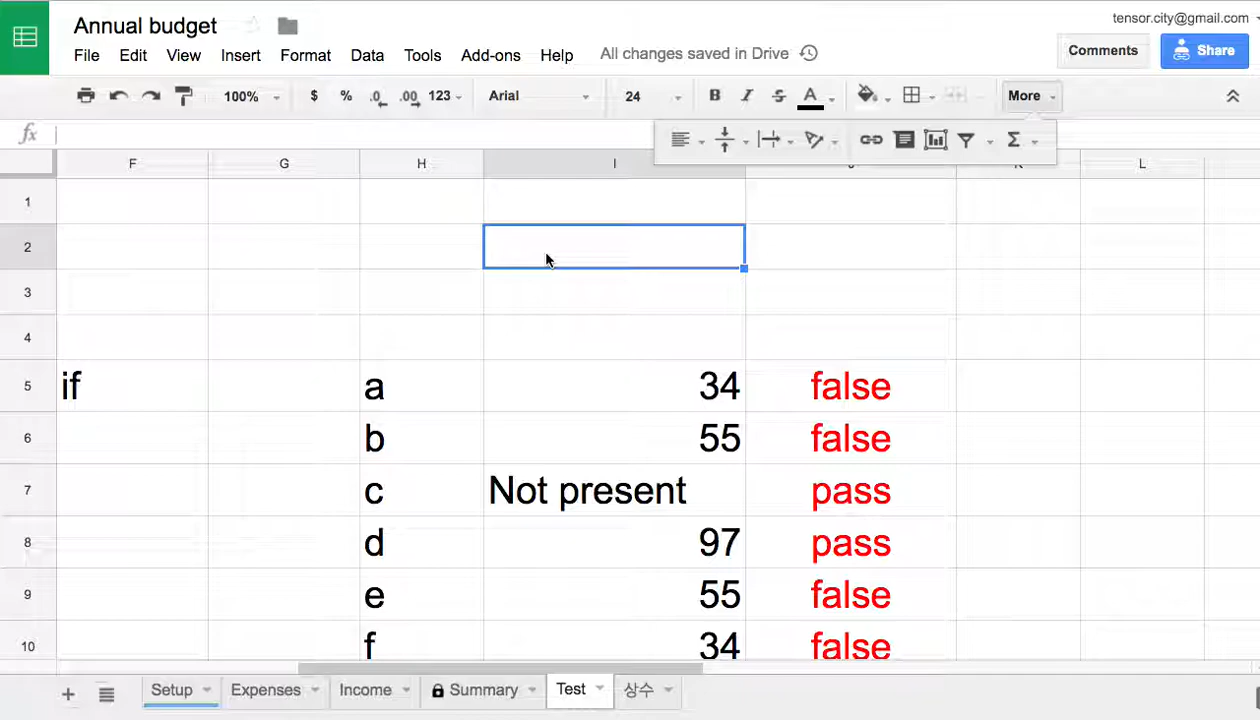 Annual budget
tensor.city@gmail.com
File Edit View Insert Format Data Tools Add-ons Help All changes saved in Drive
Comments
Share
100% $ % .0 .00 123 Arial 24 B I S A More
fx
F G H I L
1
2
3
4
5 if a 34 false
6 b 55 false
7 c Not present pass
8 d 97 pass
9 e 55 false
10 f 34 false
+ Setup Expenses Income Summary Test 상수